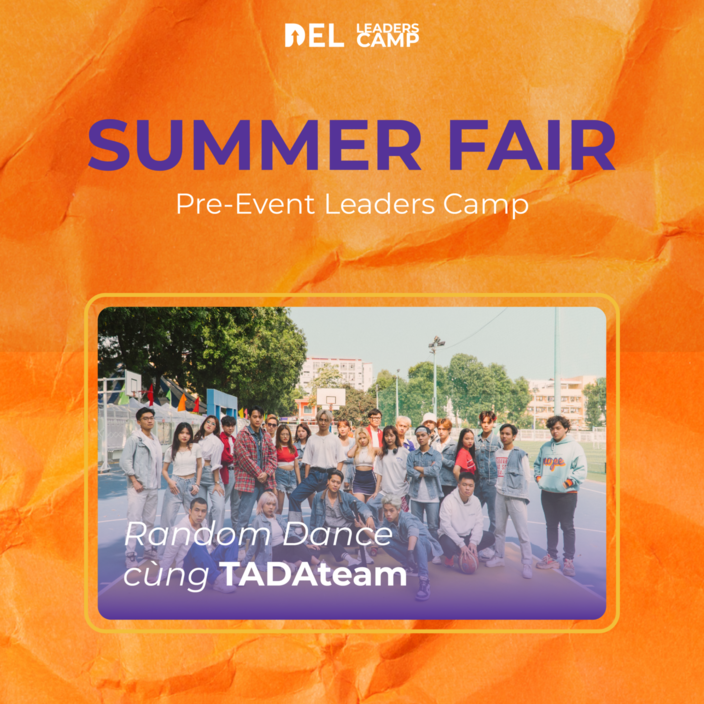 DEL LEADERS CAMP
SUMMER FAIR
Pre-Event Leaders Camp
Random Dance
cùng TADAteam